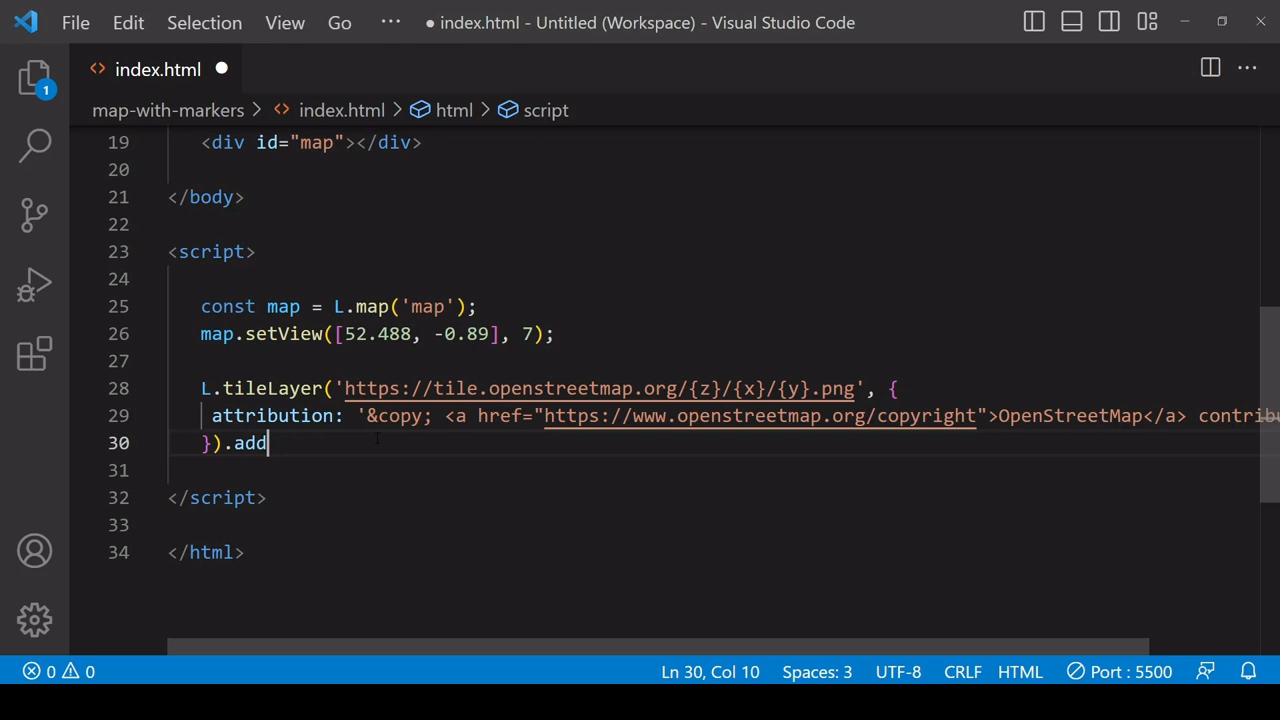 File Edit Selection View Go ··· ● index.html - Untitled (Workspace) - Visual Studio Code
index.html
1
map-with-markers > index.html > html > script
19 <div id="map"></div>
20
21 </body>
22
23 <script>
24
25 const map = L.map('map');
26 map.setView([52.488, -0.89], 7);
27
28 L.tileLayer('https://tile.openstreetmap.org/{z}/{x}/{y}.png', {
29 attribution: '&copy; <a href="https://www.openstreetmap.org/copyright">OpenStreetMap</a> contribu
30 }).add
31
32 </script>
33
34 </html>
0 0 Ln 30, Col 10 Spaces: 3 UTF-8 CRLF HTML Port : 5500